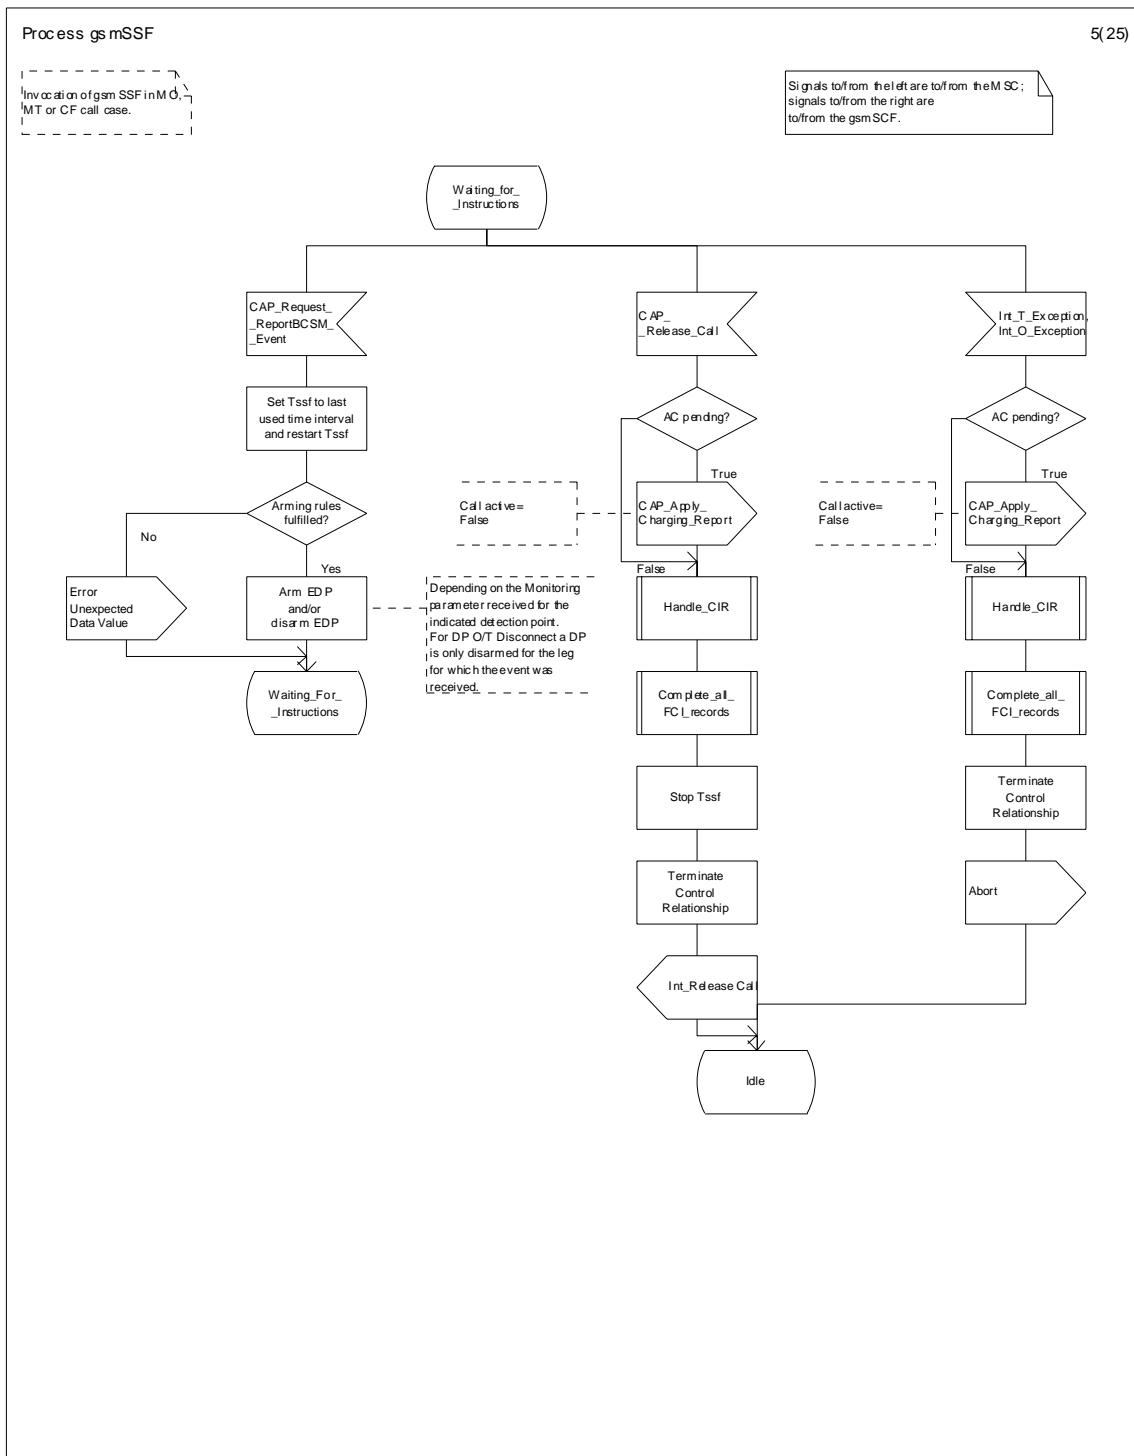 Process gsmSSF
5(25)
Invocation of gsmSSF in MO,
MT or CF call case.
Signals to/from the left are to/from the MSC;
signals to/from the right are
to/from the gsmSCF.
Waiting_for_
_Instructions
CAP_Request_
_ReportBCSM_
_Event
CAP_
_Release_Call
Int_T_Exception,
Int_O_Exception
Set Tssf to last
used time interval
and restart Tssf
AC pending?
AC pending?
True
True
Arming rules
fulfilled?
Call active=
False
CAP_Apply_
Charging_Report
Call active=
False
CAP_Apply_
Charging_Report
No
Yes
False
False
Error
Unexpected
Data Value
Arm EDP
and/or
disarm EDP
Depending on the Monitoring
parameter received for the
indicated detection point.
For DP O/T Disconnect a DP
is only disarmed for the leg
for which the event was
received.
Handle_CIR
Handle_CIR
Waiting_For_
_Instructions
Complete_all_
FCI_records
Complete_all_
FCI_records
Stop Tssf
Terminate
Control
Relationship
Terminate
Control
Relationship
Abort
Int_Release Call
Idle